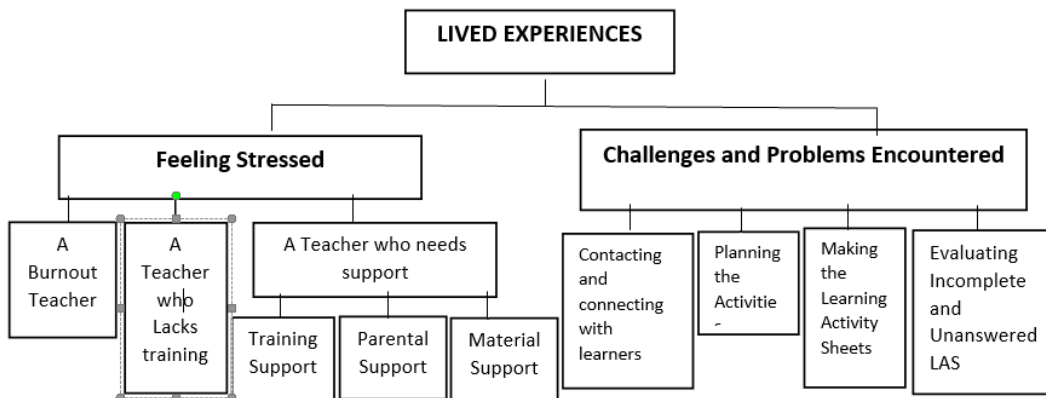 LIVED EXPERIENCES
Feeling Stressed
Challenges and Problems Encountered
A
Burnout
Teacher
A
Teacher
who
Lacks
training
A Teacher who needs
support
Training
Support
Parental
Support
Material
Support
Contacting
and
connecting
with
learners
Planning
the
Activitie
Making
the
Learning
Activity
Sheets
Evaluating
Incomplete
and
Unanswered
LAS